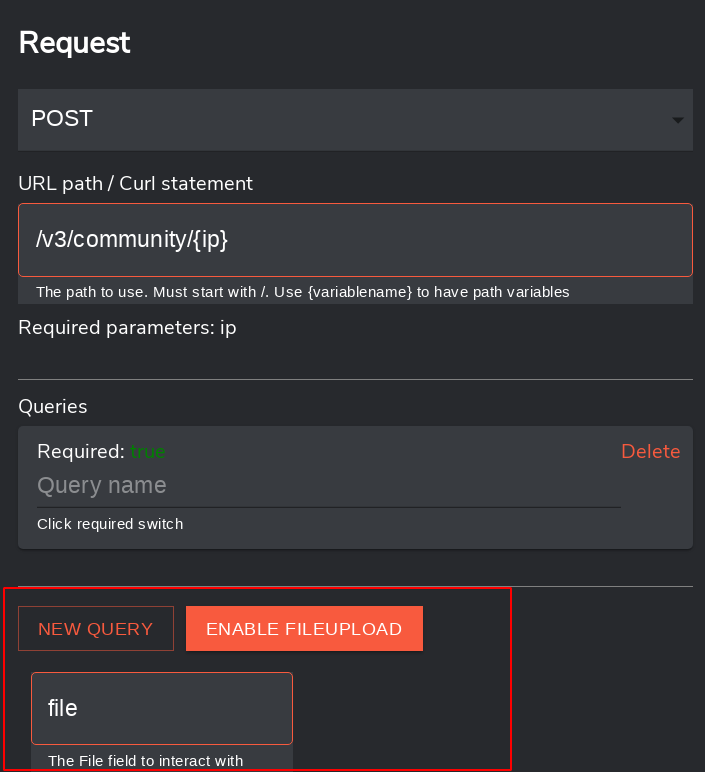 Request
POST
URL path / Curl statement
/v3/community/{ip}
The path to use. Must start with /. Use {variablename} to have path variables
Required parameters: ip
Queries
Required: true
Delete
Query name
Click required switch
NEW QUERY
ENABLE FILEUPLOAD
file
The File field to interact with